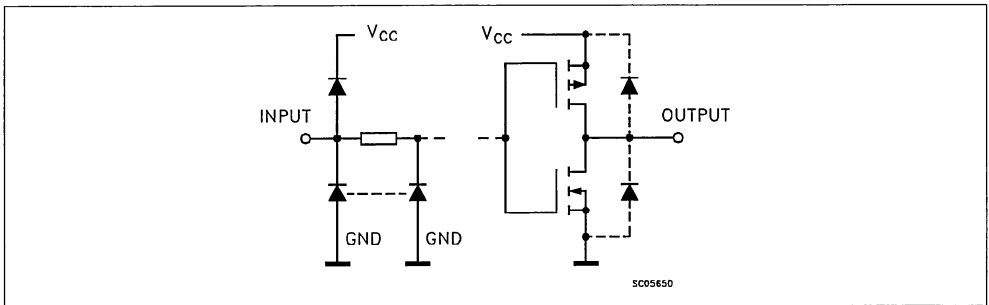 VCC
VCC
INPUT
OUTPUT
GND
GND
SC05650